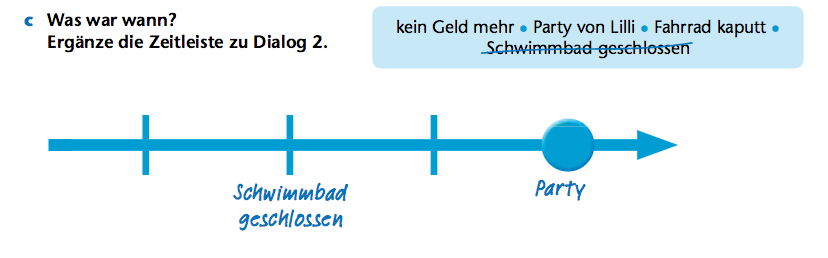 c Was war wann?
Ergänze die Zeitleiste zu Dialog 2.
kein Geld mehr • Party von Lilli • Fahrrad kaputt •
Schwimmbad geschlossen
Schwimmbad
geschlossen
Party